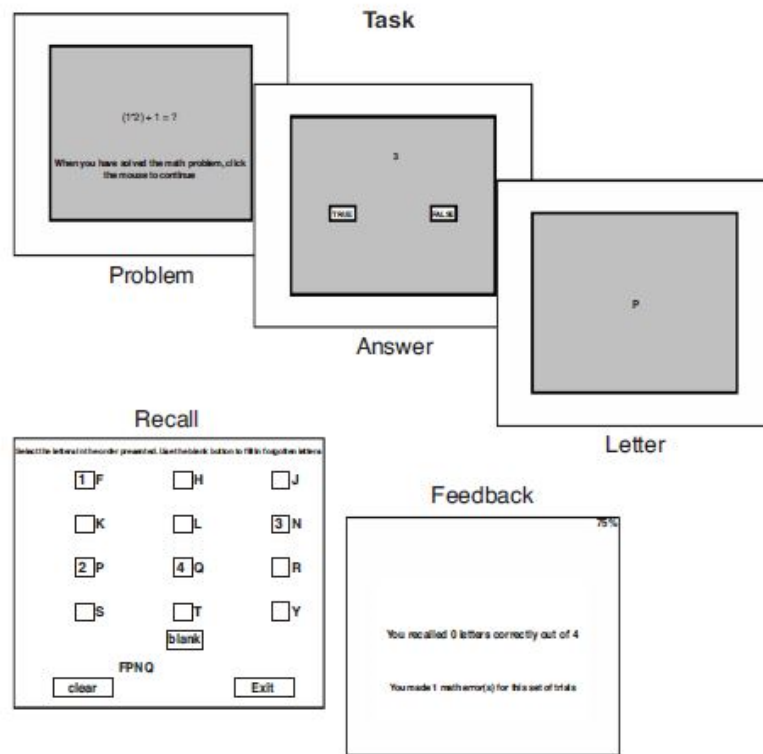 Task
(1*2) + 1 = ?
When you have solved the math problem, click
the mouse to continue
Problem
3
TRUE FALSE
Answer
P
Letter
Recall
Select the letters in the order presented. Use the blank button to fill in forgotten letters
1 F H J
K L 3 N
2 P 4 Q R
S T Y
blank
FPNQ
clear Exit
Feedback
75%
You recalled 0 letters correctly out of 4
You made 1 math error(s) for this set of trials